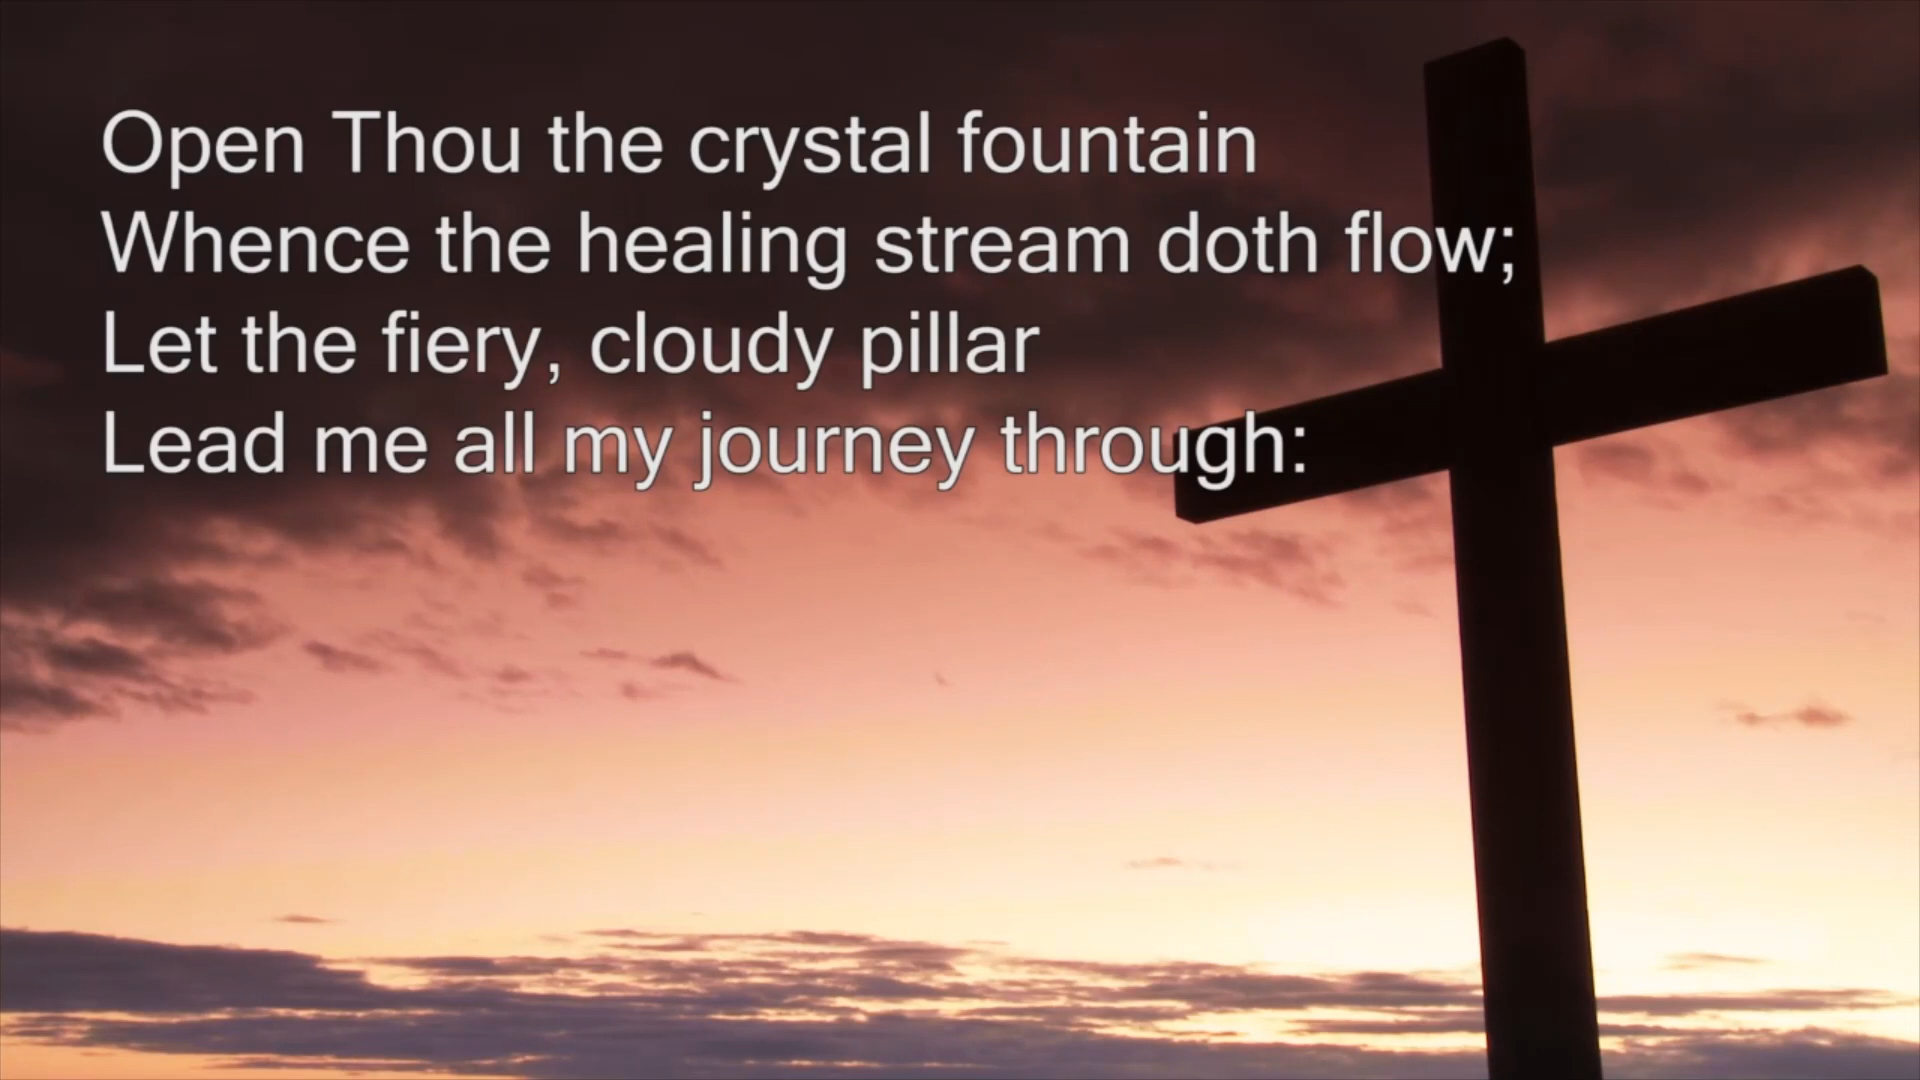 Open Thou the crystal fountain
Whence the healing stream doth flow;
Let the fiery, cloudy pillar
Lead me all my journey through: